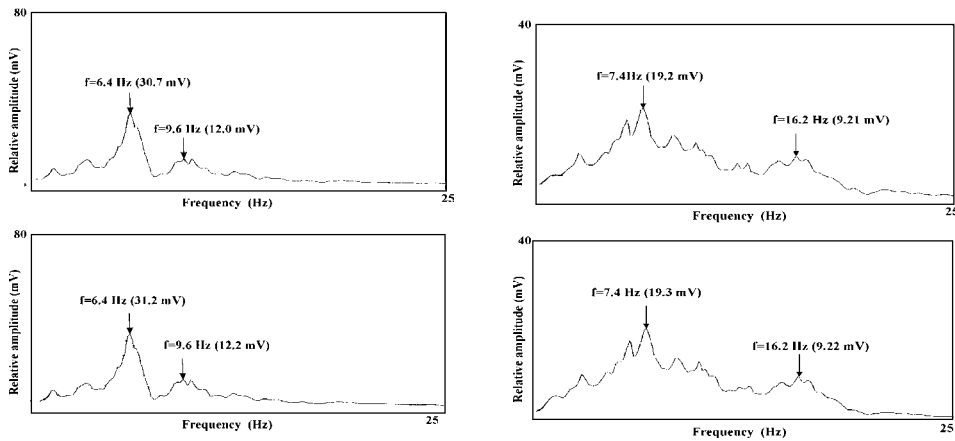 80
Relative amplitude (mV)
f=6.4 Hz (30.7 mV)
f=9.6 Hz (12.0 mV)
Frequency (Hz)
25
40
Relative amplitude (mV)
f=7.4Hz (19.2 mV)
f=16.2 Hz (9.21 mV)
Frequency (Hz)
25
80
Relative amplitude (mV)
f=6.4 Hz (31.2 mV)
f=9.6 Hz (12.2 mV)
Frequency (Hz)
25
40
Relative amplitude (mV)
f=7.4 Hz (19.3 mV)
f=16.2 Hz (9.22 mV)
Frequency (Hz)
25